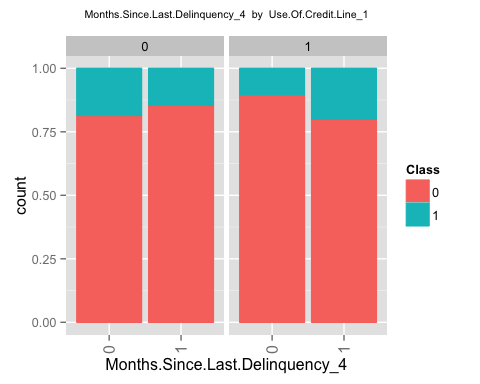 Months.Since.Last.Delinquency_4 by Use.Of.Credit.Line_1
0 1
1.00
0.75
0.50
0.25
0.00
count
0 1 0 1
Months.Since.Last.Delinquency_4
Class
0
1